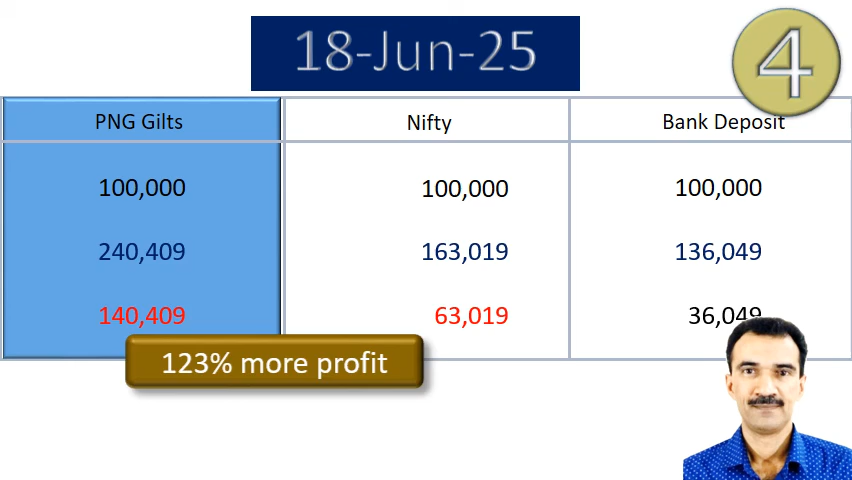 18-Jun-25
4
PNG Gilts Nifty Bank Deposit
100,000 100,000 100,000
240,409 163,019 136,049
140,409 63,019 36,049
123% more profit